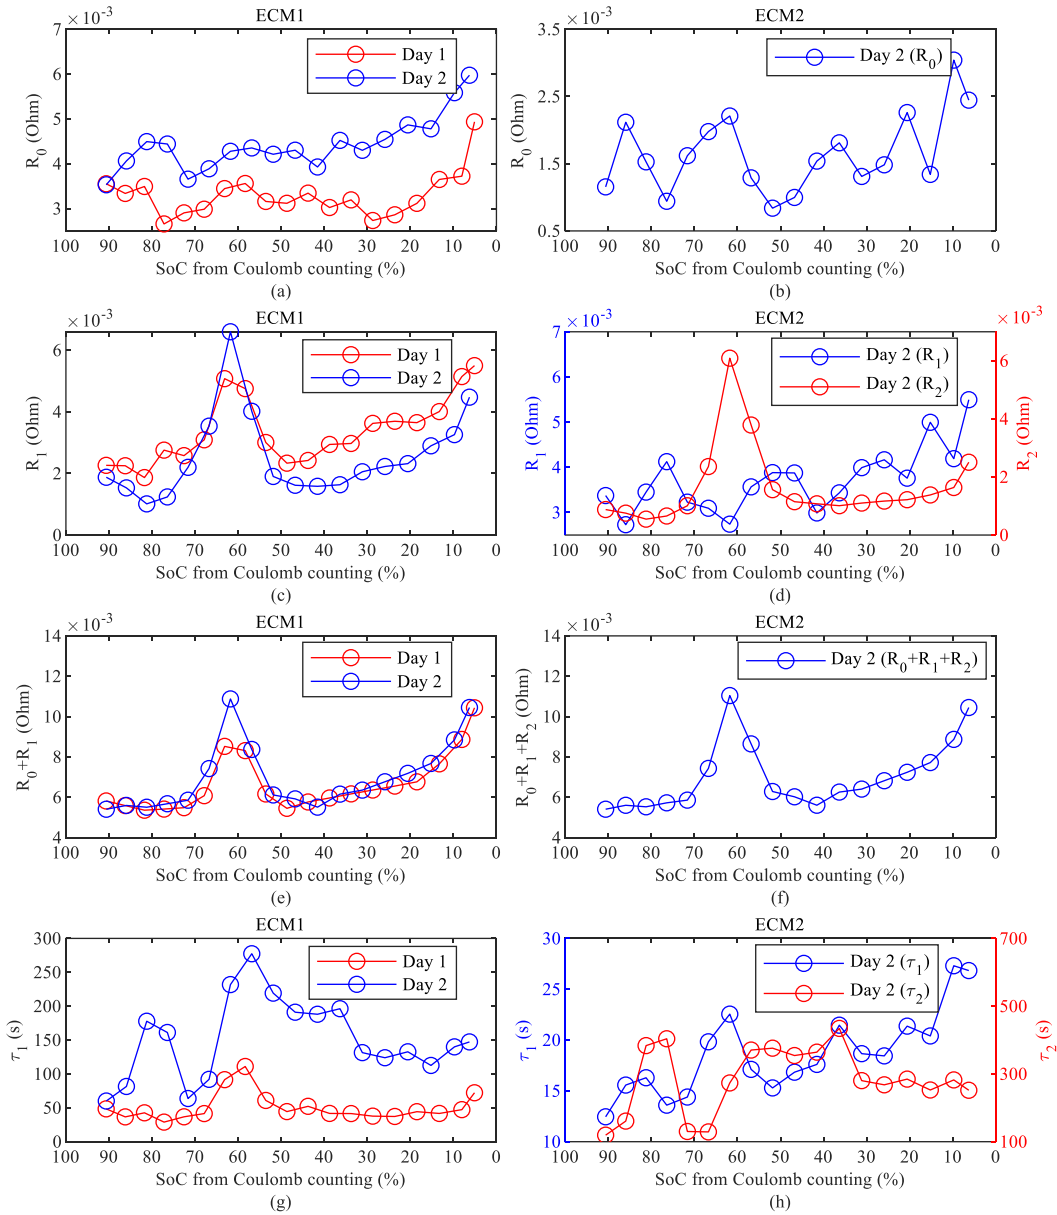 ECM1
× 10⁻³
7
6
5
4
3
R₀ (Ohm)
Day 1
Day 2
100 90 80 70 60 50 40 30 20 10 0
SoC from Coulomb counting (%)
(a)
ECM2
× 10⁻³
3.5
2.5
1.5
0.5
R₀ (Ohm)
Day 2 (R₀)
100 90 80 70 60 50 40 30 20 10 0
SoC from Coulomb counting (%)
(b)
ECM1
× 10⁻³
6
4
2
0
R₁ (Ohm)
Day 1
Day 2
100 90 80 70 60 50 40 30 20 10 0
SoC from Coulomb counting (%)
(c)
ECM2
× 10⁻³
7
6
5
4
3
R₁ (Ohm)
Day 2 (R₁)
Day 2 (R₂)
× 10⁻³
6
4
2
0
R₂ (Ohm)
100 90 80 70 60 50 40 30 20 10 0
SoC from Coulomb counting (%)
(d)
ECM1
× 10⁻³
14
12
10
8
6
4
R₀+R₁ (Ohm)
Day 1
Day 2
100 90 80 70 60 50 40 30 20 10 0
SoC from Coulomb counting (%)
(e)
ECM2
× 10⁻³
14
12
10
8
6
4
R₀+R₁+R₂ (Ohm)
Day 2 (R₀+R₁+R₂)
100 90 80 70 60 50 40 30 20 10 0
SoC from Coulomb counting (%)
(f)
ECM1
300
250
200
150
100
50
0
τ₁ (s)
Day 1
Day 2
100 90 80 70 60 50 40 30 20 10 0
SoC from Coulomb counting (%)
(g)
ECM2
30
25
20
15
10
τ₁ (s)
Day 2 (τ₁)
Day 2 (τ₂)
700
500
300
100
τ₂ (s)
100 90 80 70 60 50 40 30 20 10 0
SoC from Coulomb counting (%)
(h)